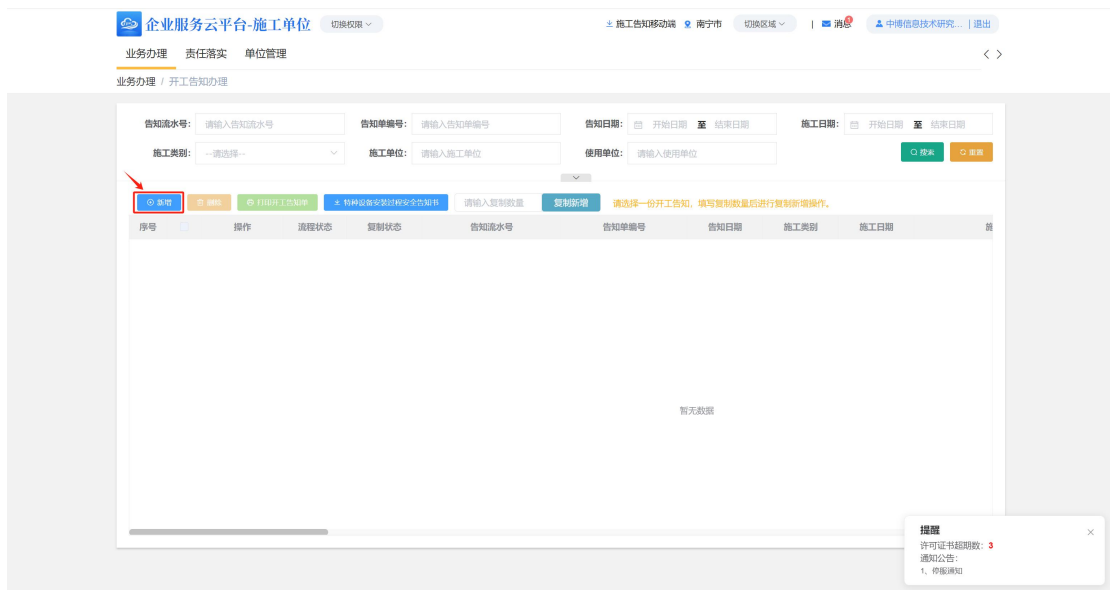 企业服务云平台-施工单位 切换权限 施工告知移动端 南宁市 切换区域 | 消息 中博信息技术研究... | 退出
业务办理 责任落实 单位管理
业务办理 / 开工告知办理
告知流水号: 请输入告知流水号 告知单编号: 请输入告知单编号 告知日期: 开始日期 至 结束日期 施工日期: 开始日期 至 结束日期
施工类别: --请选择-- 施工单位: 请输入施工单位 使用单位: 请输入使用单位 搜索 重置
新增 删除 打印开工告知单 特种设备安装过程安全告知书 请输入复制数量 复制新增 请选择一份开工告知，填写复制数量后进行复制新增操作。
序号 操作 流程状态 复制状态 告知流水号 告知单编号 告知日期 施工类别 施工日期
暂无数据
提醒
许可证书超期数: 3
通知公告:
1、停服通知